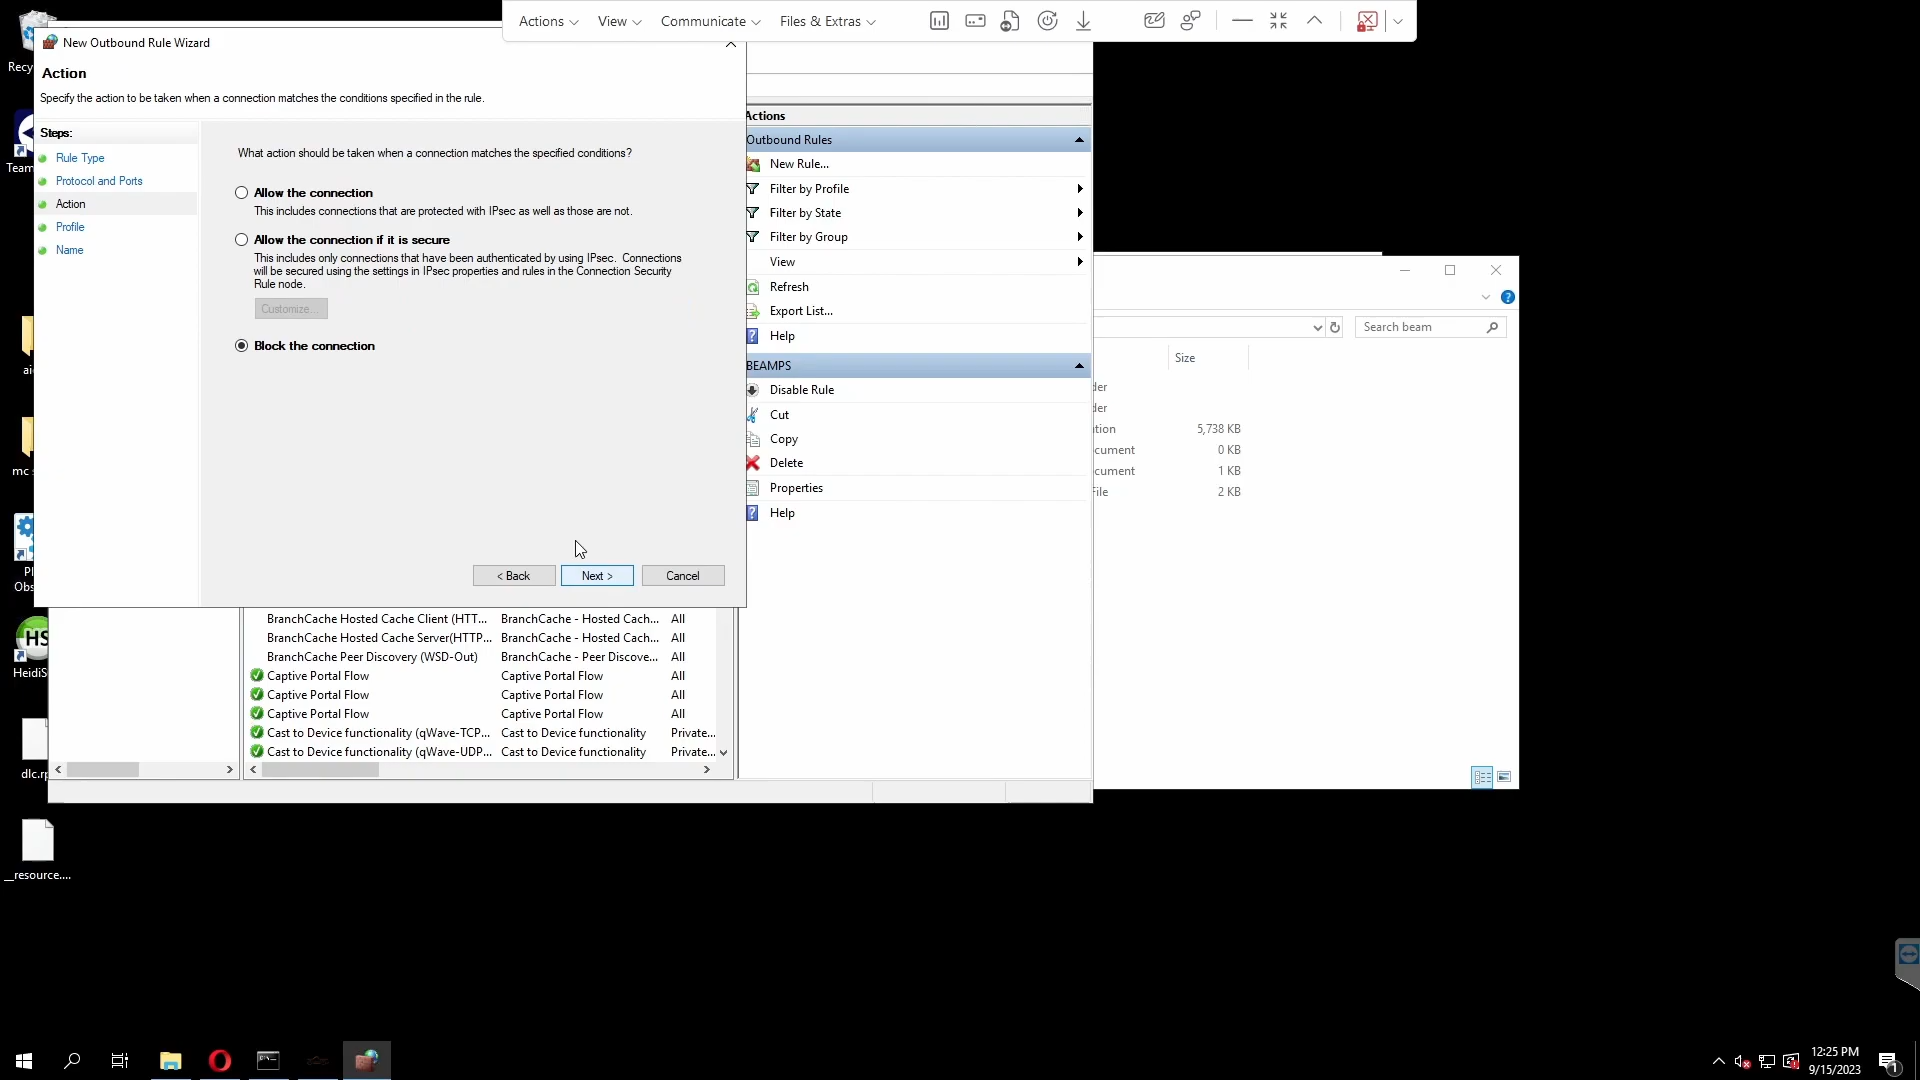 Actions
View
Communicate
Files & Extras
New Outbound Rule Wizard
Action
Specify the action to be taken when a connection matches the conditions specified in the rule.
Steps:
Rule Type
Protocol and Ports
Action
Profile
Name
What action should be taken when a connection matches the specified conditions?
Allow the connection
This includes connections that are protected with IPsec as well as those are not.
Allow the connection if it is secure
This includes only connections that have been authenticated by using IPsec. Connections
will be secured using the settings in IPsec properties and rules in the Connection Security
Rule node.
Customize...
Block the connection
< Back
Next >
Cancel
Actions
Outbound Rules
New Rule...
Filter by Profile
Filter by State
Filter by Group
View
Refresh
Export List...
Help
BEAMPS
Disable Rule
Cut
Copy
Delete
Properties
Help
Search beam
Size
5,738 KB
0 KB
1 KB
2 KB
BranchCache Hosted Cache Client (HTT... BranchCache - Hosted Cach... All
BranchCache Hosted Cache Server(HTTP... BranchCache - Hosted Cach... All
BranchCache Peer Discovery (WSD-Out) BranchCache - Peer Discove... All
Captive Portal Flow Captive Portal Flow All
Captive Portal Flow Captive Portal Flow All
Captive Portal Flow Captive Portal Flow All
Cast to Device functionality (qWave-TCP... Cast to Device functionality Private...
Cast to Device functionality (qWave-UDP... Cast to Device functionality Private...
Recy
Team
mc
HeidiS
dlc.r
__resource....
12:25 PM
9/15/2023